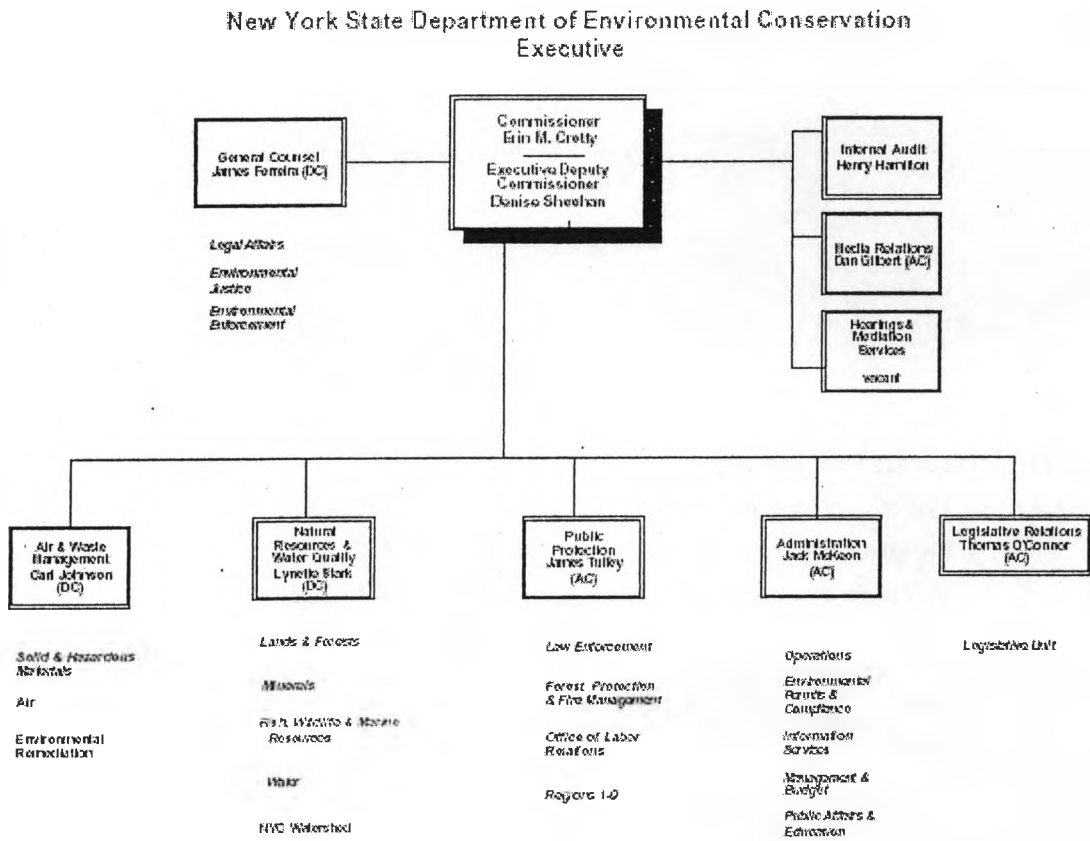 New York State Department of Environmental Conservation
Executive
Commissioner
Erin M. Crotty
Executive Deputy
Commissioner
Denise Sheehan
General Counsel
James Ferreira (DC)
Legal Affairs
Environmental
Justice
Environmental
Enforcement
Internal Audit
Henry Hamilton
Media Relations
Dan Gilbert (AC)
Hearings &
Mediation
Services
vacant
Air & Waste
Management
Carl Johnson
(DC)
Solid & Hazardous
Materials
Air
Environmental
Remediation
Natural
Resources &
Water Quality
Lynette Stark
(DC)
Lands & Forests
Minerals
Fish, Wildlife & Marine
Resources
Water
NYC Watershed
Public
Protection
James Tuffey
(AC)
Law Enforcement
Forest Protection
& Fire Management
Office of Labor
Relations
Regions
Administration
Jack McKeon
(AC)
Operations
Environmental
Permits &
Compliance
Information
Services
Management &
Budget
Public Affairs &
Education
Legislative Relations
Thomas O'Connor
(AC)
Legislative Unit